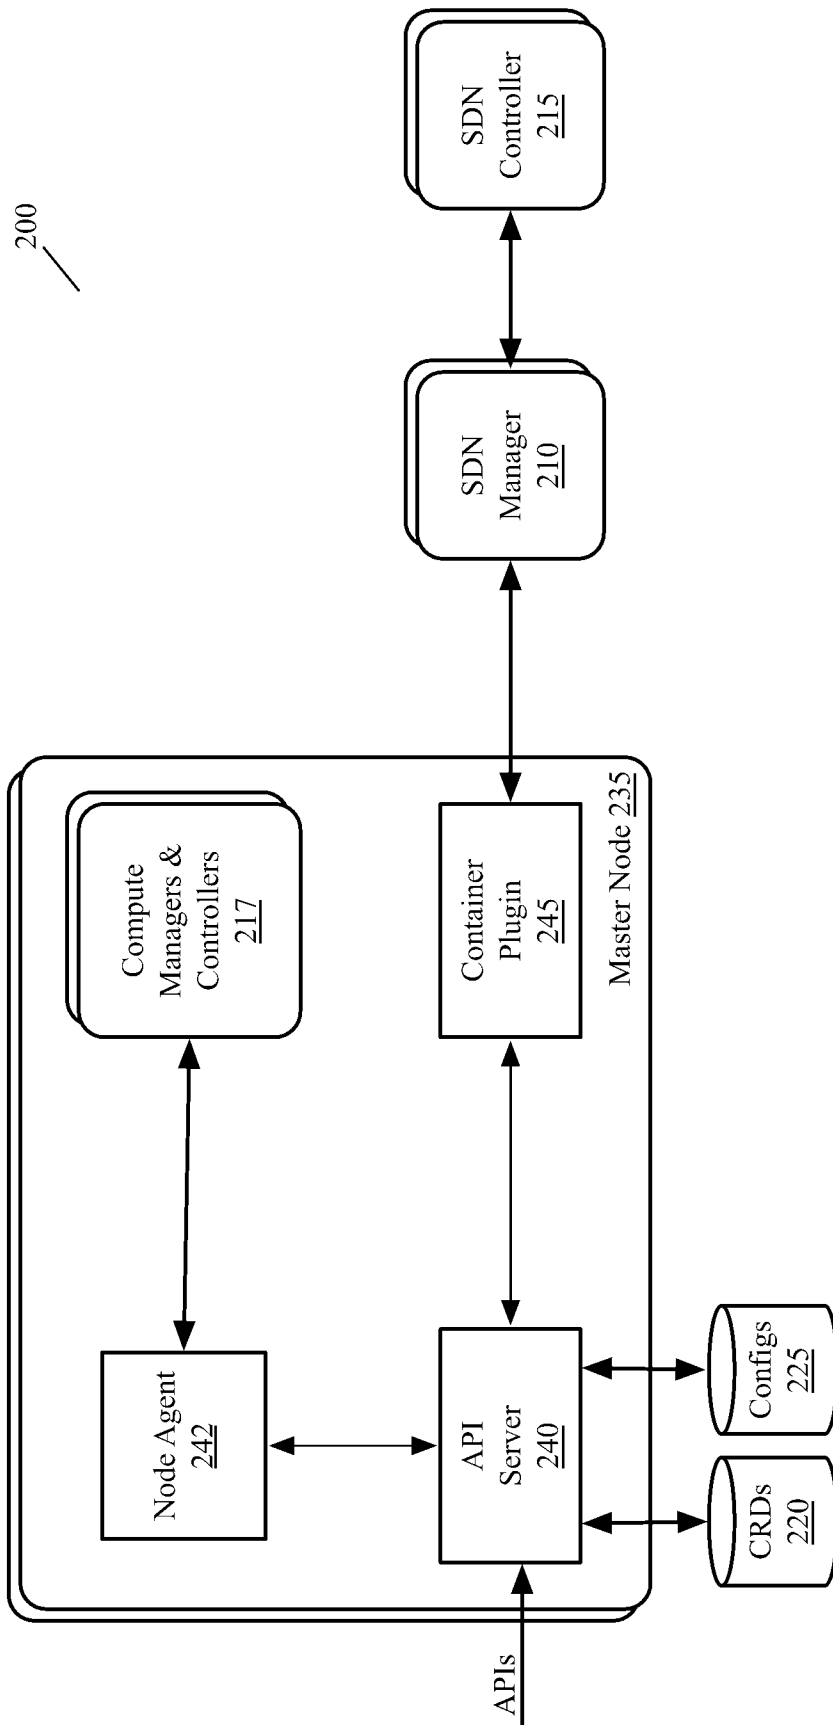 200
Node Agent
242
Compute
Managers &
Controllers
217
APIs
API
Server
240
Container
Plugin
245
SDN
Manager
210
SDN
Controller
215
Master Node 235
CRDs
220
Configs
225